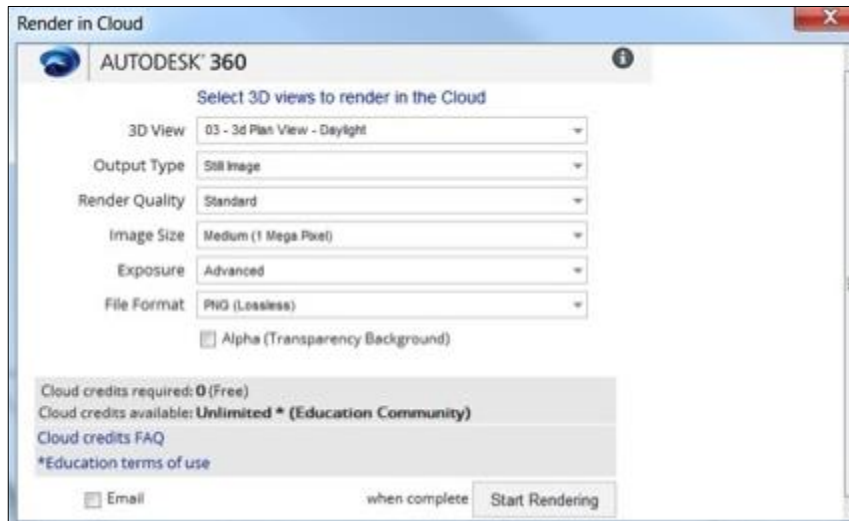 Render in Cloud
AUTODESK® 360
Select 3D views to render in the Cloud
3D View 03 - 3d Plan View - Daylight
Output Type Still Image
Render Quality Standard
Image Size Medium (1 Mega Pixel)
Exposure Advanced
File Format PNG (Lossless)
Alpha (Transparency Background)
Cloud credits required: 0 (Free)
Cloud credits available: Unlimited * (Education Community)
Cloud credits FAQ
*Education terms of use
Email when complete Start Rendering